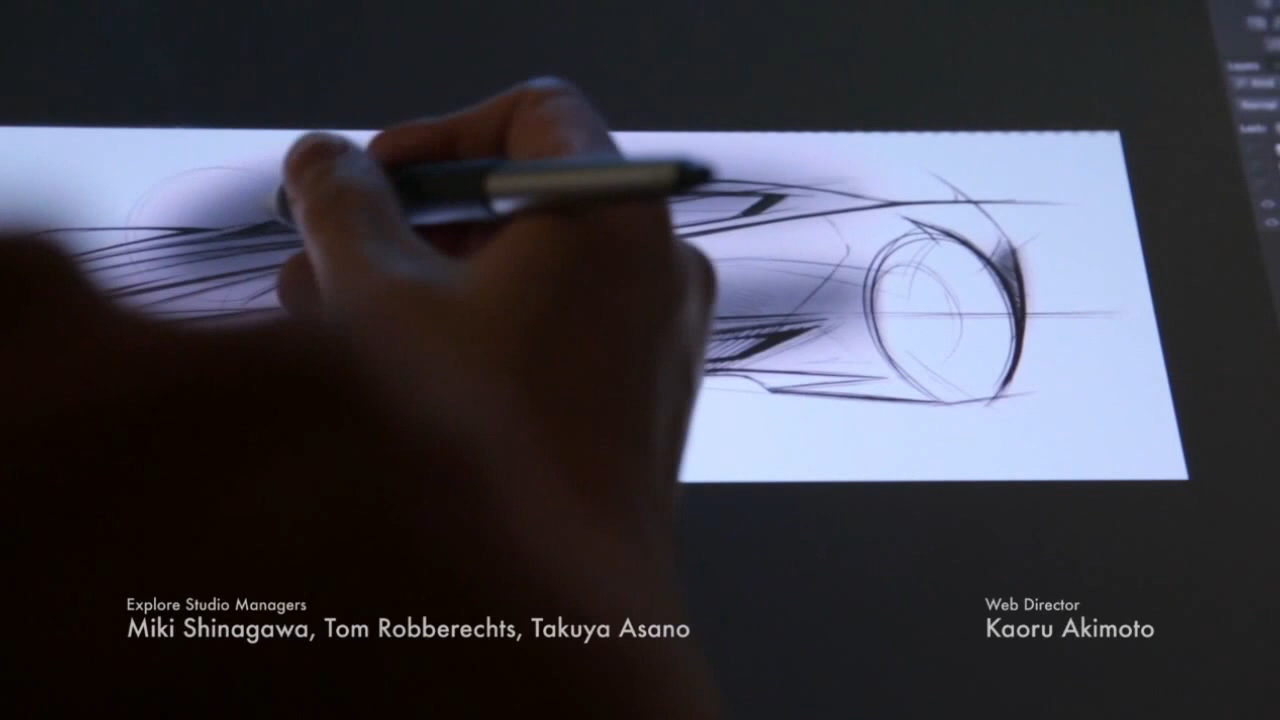 Explore Studio Managers
Miki Shinagawa, Tom Robberechts, Takuya Asano
Web Director
Kaoru Akimoto